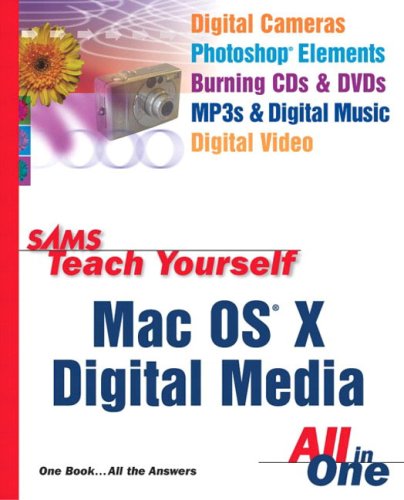 Digital Cameras
Photoshop® Elements
Burning CDs & DVDs
MP3s & Digital Music
Digital Video
SAMS
Teach Yourself
Mac OS® X
Digital Media
All in One
One Book...All the Answers